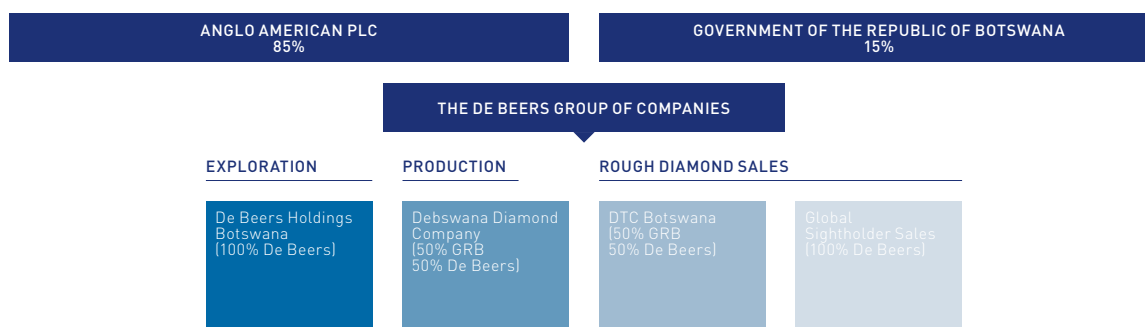 ANGLO AMERICAN PLC
85%
GOVERNMENT OF THE REPUBLIC OF BOTSWANA
15%
THE DE BEERS GROUP OF COMPANIES
EXPLORATION
PRODUCTION
ROUGH DIAMOND SALES
De Beers Holdings
Botswana
(100% De Beers)
Debswana Diamond
Company
(50% GRB
50% De Beers)
DTC Botswana
(50% GRB
50% De Beers)
Global
Sightholder Sales
(100% De Beers)